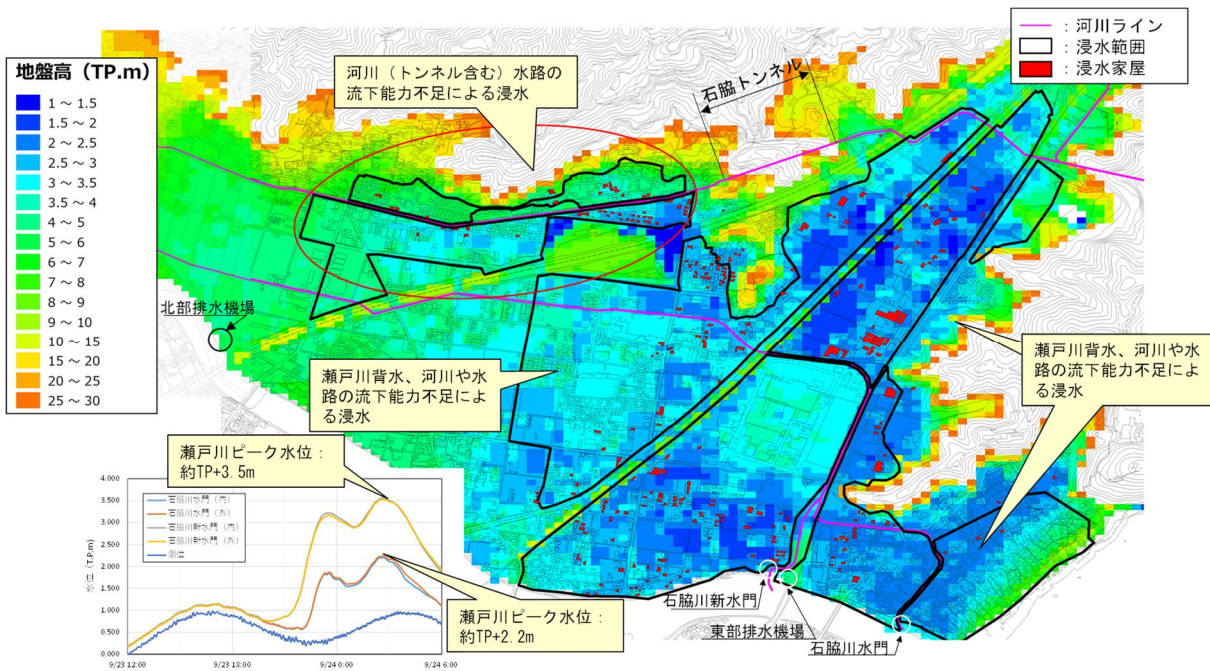 地盤高（TP.m）
1 ～ 1.5
1.5 ～ 2
2 ～ 2.5
2.5 ～ 3
3 ～ 3.5
3.5 ～ 4
4 ～ 5
5 ～ 6
6 ～ 7
7 ～ 8
8 ～ 9
9 ～ 10
10 ～ 15
15 ～ 20
20 ～ 25
25 ～ 30
河川（トンネル含む）水路の
流下能力不足による浸水
石脇トンネル
：河川ライン
：浸水範囲
：浸水家屋
北部排水機場
瀬戸川背水、河川や水
路の流下能力不足によ
る浸水
瀬戸川背水、河川や水
路の流下能力不足によ
る浸水
瀬戸川ピーク水位：
約TP+3.5m
水位（T.P.m）
4.000
3.500
3.000
2.500
2.000
1.500
1.000
0.500
0.000
石脇川水門（内）
石脇川水門（外）
石脇川新水門（内）
石脇川新水門（外）
潮位
9/23 12:00
9/23 18:00
9/24 0:00
9/24 6:00
瀬戸川ピーク水位：
約TP+2.2m
石脇川新水門
東部排水機場
石脇川水門